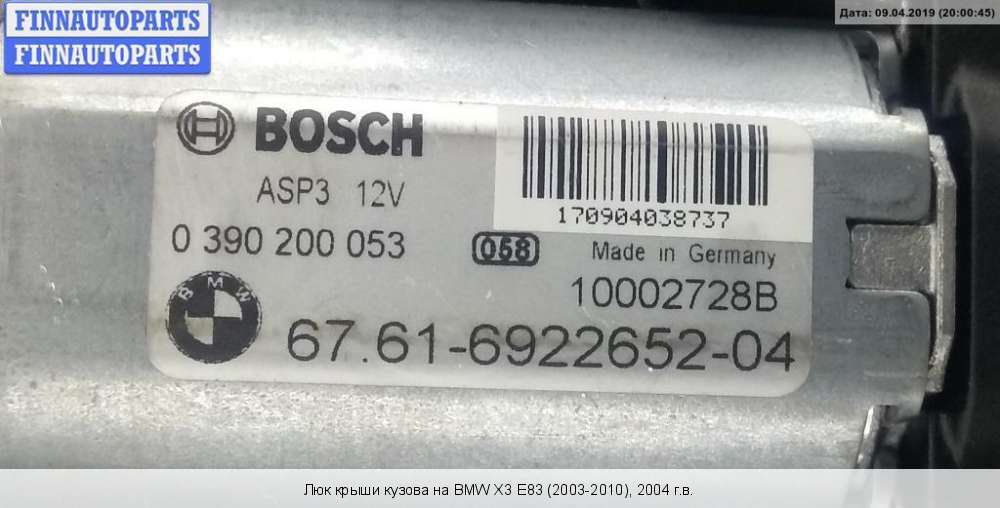 FINNAUTOPARTS
FINNAUTOPARTS
Дата: 09.04.2019 (20:00:45)
BOSCH
ASP3 12V
170904038737
0 390 200 053
058
Made in Germany
10002728B
BMW
67.61-6922652-04
Люк крыши кузова на BMW X3 E83 (2003-2010), 2004 г.в.